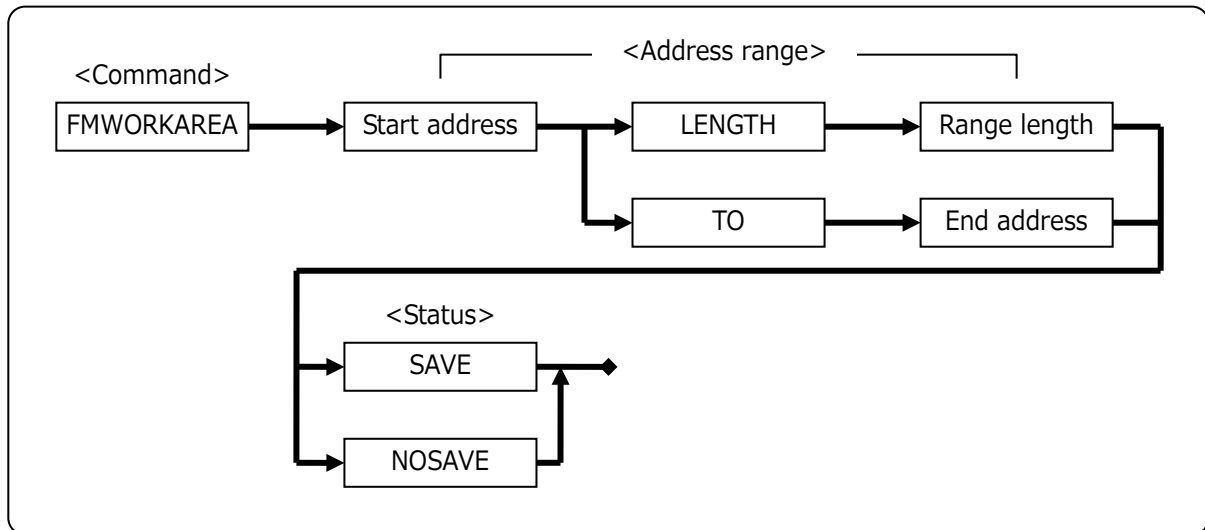 <Address range>
<Command>
FMWORKAREA Start address LENGTH Range length
TO End address
<Status>
SAVE
NOSAVE